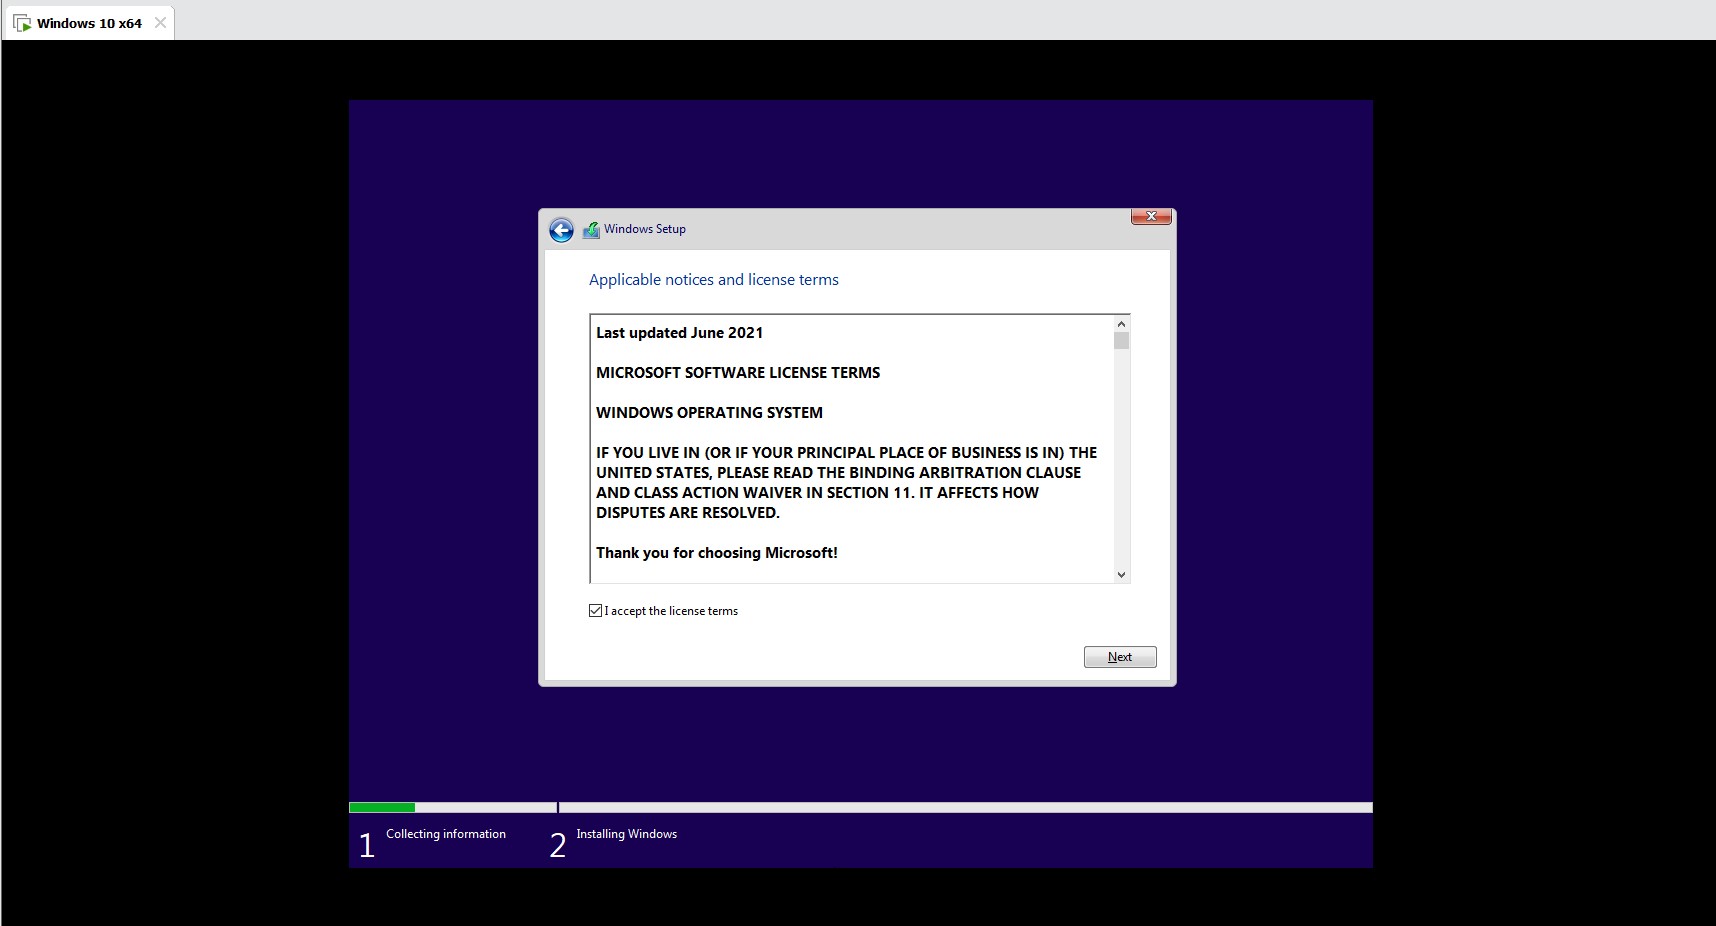 Windows 10 x64
Windows Setup
Applicable notices and license terms
Last updated June 2021
MICROSOFT SOFTWARE LICENSE TERMS
WINDOWS OPERATING SYSTEM
IF YOU LIVE IN (OR IF YOUR PRINCIPAL PLACE OF BUSINESS IS IN) THE
UNITED STATES, PLEASE READ THE BINDING ARBITRATION CLAUSE
AND CLASS ACTION WAIVER IN SECTION 11. IT AFFECTS HOW
DISPUTES ARE RESOLVED.
Thank you for choosing Microsoft!
I accept the license terms
Next
1 Collecting information
2 Installing Windows